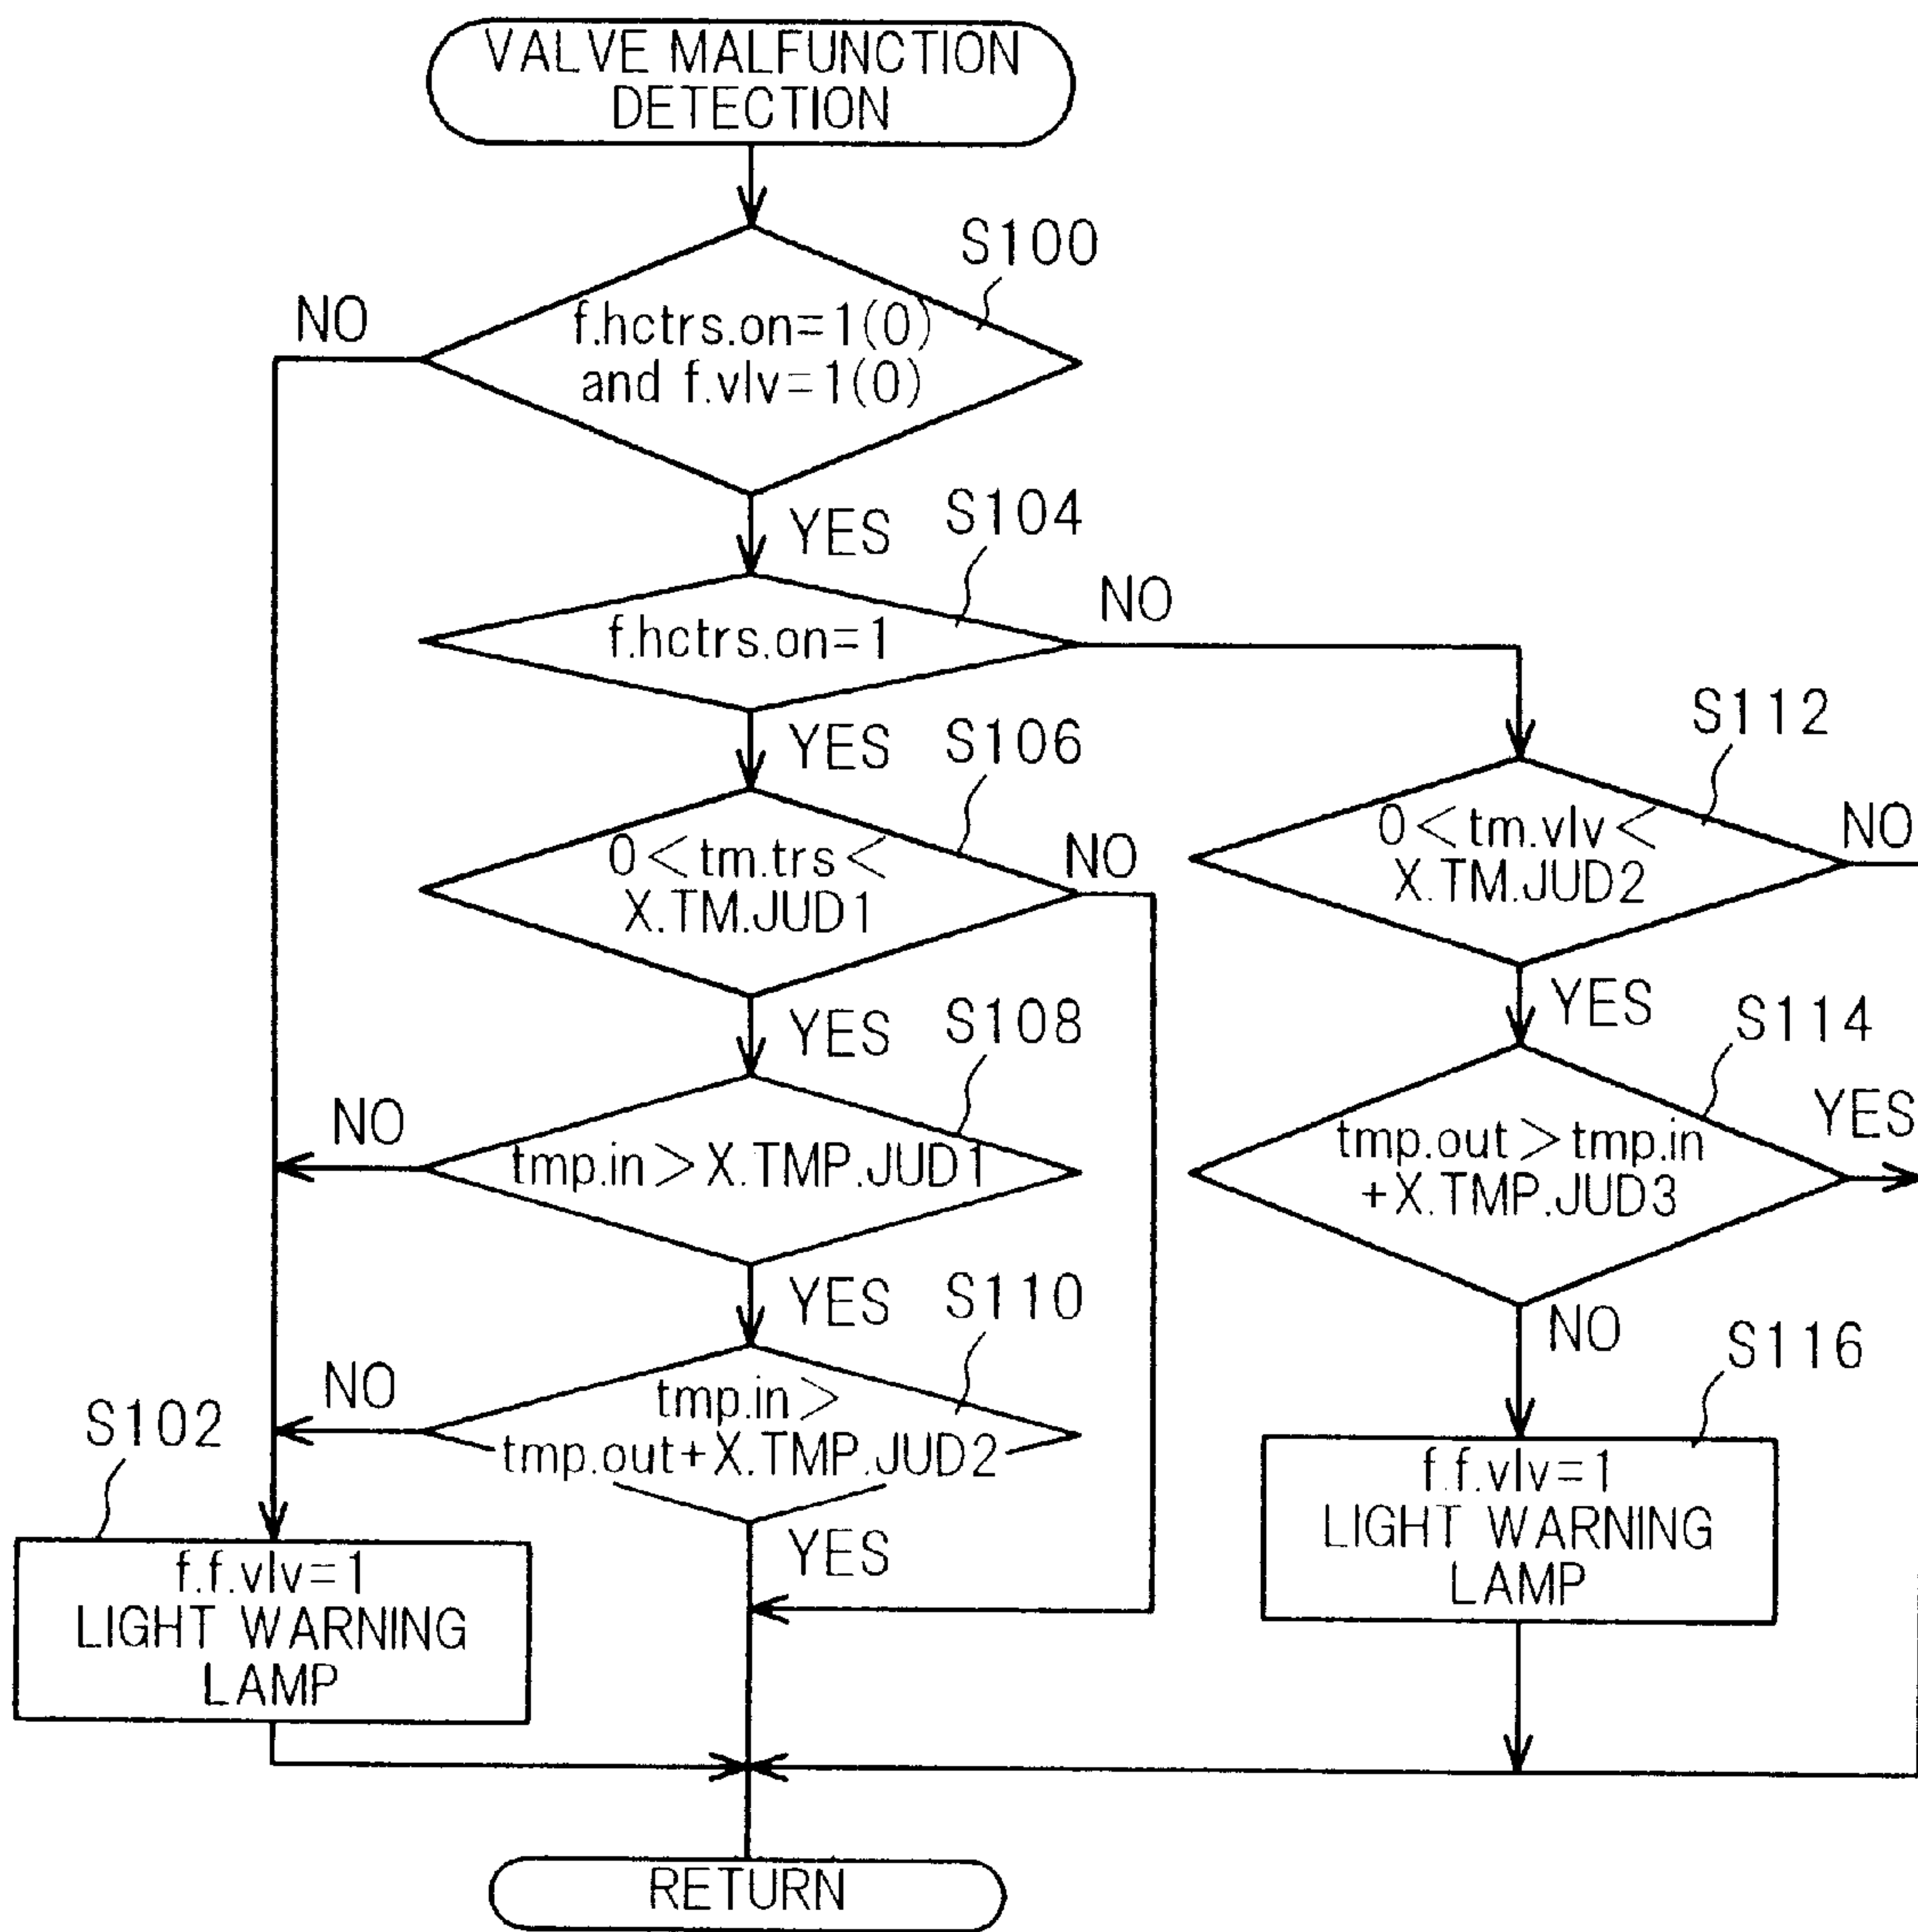 VALVE MALFUNCTION
DETECTION
S100
NO
f.hctrs.on=1(0)
and f.vlv=1(0)
YES
S104
NO
f.hctrs.on=1
YES
S106
S112
0<tm.trs<
X.TM.JUD1
NO
0<tm.vlv<
X.TM.JUD2
NO
YES
S108
YES
S114
NO
tmp.in>X.TMP.JUD1
tmp.out>tmp.in
+X.TMP.JUD3
YES
YES
S110
NO
S116
S102
NO
tmp.in>
tmp.out+X.TMP.JUD2
YES
f.f.vlv=1
LIGHT WARNING
LAMP
f.f.vlv=1
LIGHT WARNING
LAMP
RETURN